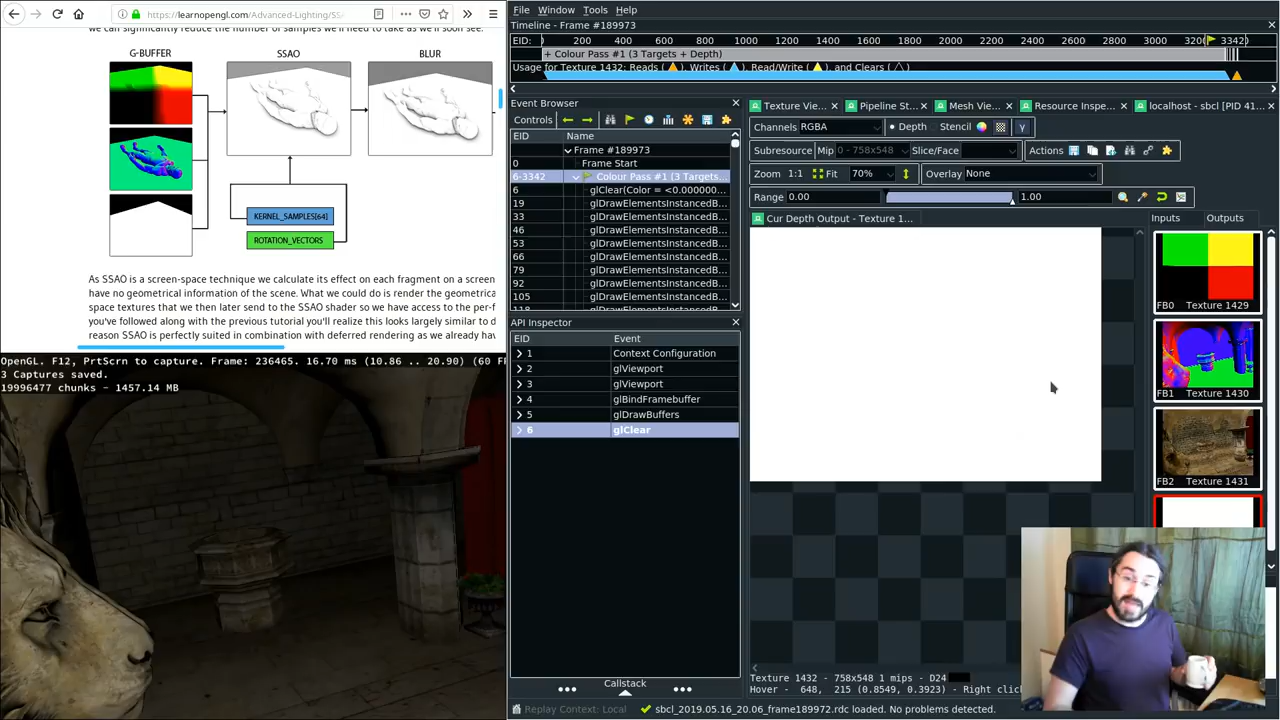 https://learnopengl.com/Advanced-Lighting/SS
we can significantly reduce the number of samples we'll need to take as we'll soon see.
G-BUFFER SSAO BLUR
KERNEL_SAMPLES[64]
ROTATION_VECTORS
As SSAO is a screen-space technique we calculate its effect on each fragment on a screen
have no geometrical information of the scene. What we could do is render the geometrica
space textures that we then later send to the SSAO shader so we have access to the per-f
you've followed along with the previous tutorial you'll realize this looks largely similar to d
reason SSAO is perfectly suited in combination with deferred rendering as we already hav
OpenGL. F12, PrtScrn to capture. Frame: 236465. 16.70 ms (10.86 .. 20.90) (60 F
3 Captures saved.
19996477 chunks - 1457.14 MB
File Window Tools Help
Timeline - Frame #189973
EID: 0 200 400 600 800 1000 1200 1400 1600 1800 2000 2200 2400 2600 2800 3000 3200 3342
+ Colour Pass #1 (3 Targets + Depth)
Usage for Texture 1432: Reads ( ), Writes ( ), Read/Write ( ), and Clears ( )
Event Browser
Controls
EID Name
Frame #189973
0 Frame Start
6-3342 Colour Pass #1 (3 Targets...
6 glClear(Color = <0.000000...
19 glDrawElementsInstancedB...
33 glDrawElementsInstancedB...
46 glDrawElementsInstancedB...
53 glDrawElementsInstancedB...
66 glDrawElementsInstancedB...
79 glDrawElementsInstancedB...
92 glDrawElementsInstancedB...
105 glDrawElementsInstancedB...
118 glDrawElementsInstancedB...
API Inspector
EID Event
1 Context Configuration
2 glViewport
3 glViewport
4 glBindFramebuffer
5 glDrawBuffers
6 glClear
Callstack
Texture Vie... Pipeline St... Mesh Vie... Resource Inspe... localhost - sbcl [PID 41
Channels RGBA Depth Stencil
Subresource Mip 0 - 758x548 Slice/Face Actions
Zoom 1:1 Fit 70% Overlay None
Range 0.00 1.00
Cur Depth Output - Texture 1...
Inputs Outputs
FB0 Texture 1429
FB1 Texture 1430
FB2 Texture 1431
Texture 1432 - 758x548 1 mips - D24
Hover - 648, 215 (0.8549, 0.3923) - Right clic
Replay Context: Local sbcl_2019.05.16_20.06_frame189972.rdc loaded. No problems detected.